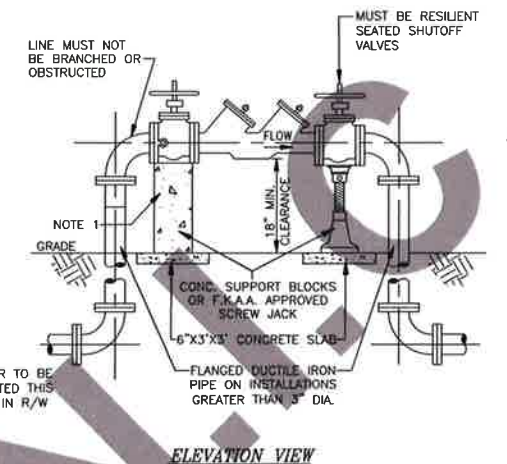 MUST BE RESILIENT
SEATED SHUTOFF
VALVES
LINE MUST NOT
BE BRANCHED OR
OBSTRUCTED
FLOW
18" MIN.
CLEARANCE
NOTE 1
GRADE
CONC. SUPPORT BLOCKS
OR F.K.A.A. APPROVED
SCREW JACK
6"X3'X3' CONCRETE SLAB
R TO BE
TED THIS
IN R/W
FLANGED DUCTILE IRON
PIPE ON INSTALLATIONS
GREATER THAN 3" DIA.
ELEVATION VIEW